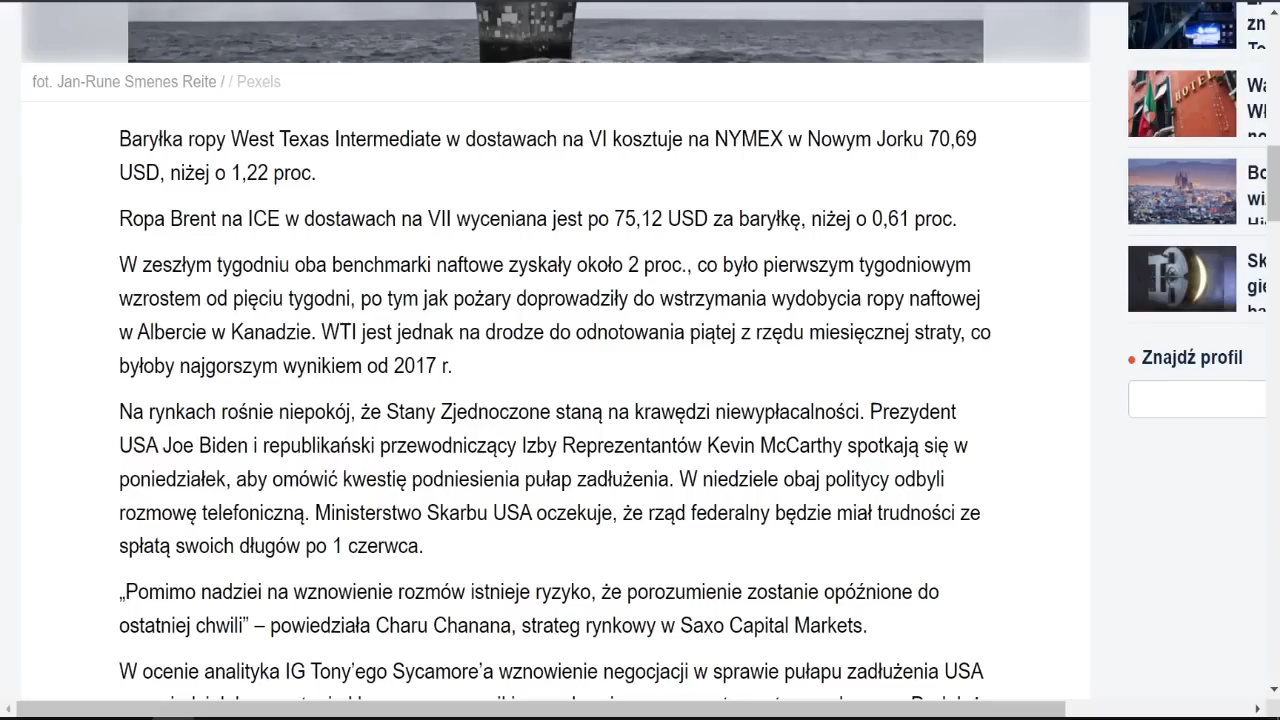 fot. Jan-Rune Smenes Reite / / Pexels
Baryłka ropy West Texas Intermediate w dostawach na VI kosztuje na NYMEX w Nowym Jorku 70,69
USD, niżej o 1,22 proc.
Ropa Brent na ICE w dostawach na VII wyceniana jest po 75,12 USD za baryłkę, niżej o 0,61 proc.
W zeszłym tygodniu oba benchmarki naftowe zyskały około 2 proc., co było pierwszym tygodniowym
wzrostem od pięciu tygodni, po tym jak pożary doprowadziły do wstrzymania wydobycia ropy naftowej
w Albercie w Kanadzie. WTI jest jednak na drodze do odnotowania piątej z rzędu miesięcznej straty, co
byłoby najgorszym wynikiem od 2017 r.
Na rynkach rośnie niepokój, że Stany Zjednoczone staną na krawędzi niewypłacalności. Prezydent
USA Joe Biden i republikański przewodniczący Izby Reprezentantów Kevin McCarthy spotkają się w
poniedziałek, aby omówić kwestię podniesienia pułap zadłużenia. W niedziele obaj politycy odbyli
rozmowę telefoniczną. Ministerstwo Skarbu USA oczekuje, że rząd federalny będzie miał trudności ze
spłatą swoich długów po 1 czerwca.
„Pomimo nadziei na wznowienie rozmów istnieje ryzyko, że porozumienie zostanie opóźnione do
ostatniej chwili” – powiedziała Charu Chanana, strateg rynkowy w Saxo Capital Markets.
W ocenie analityka IG Tony’ego Sycamore’a wznowienie negocjacji w sprawie pułapu zadłużenia USA
HOTEL
Znajdź profil